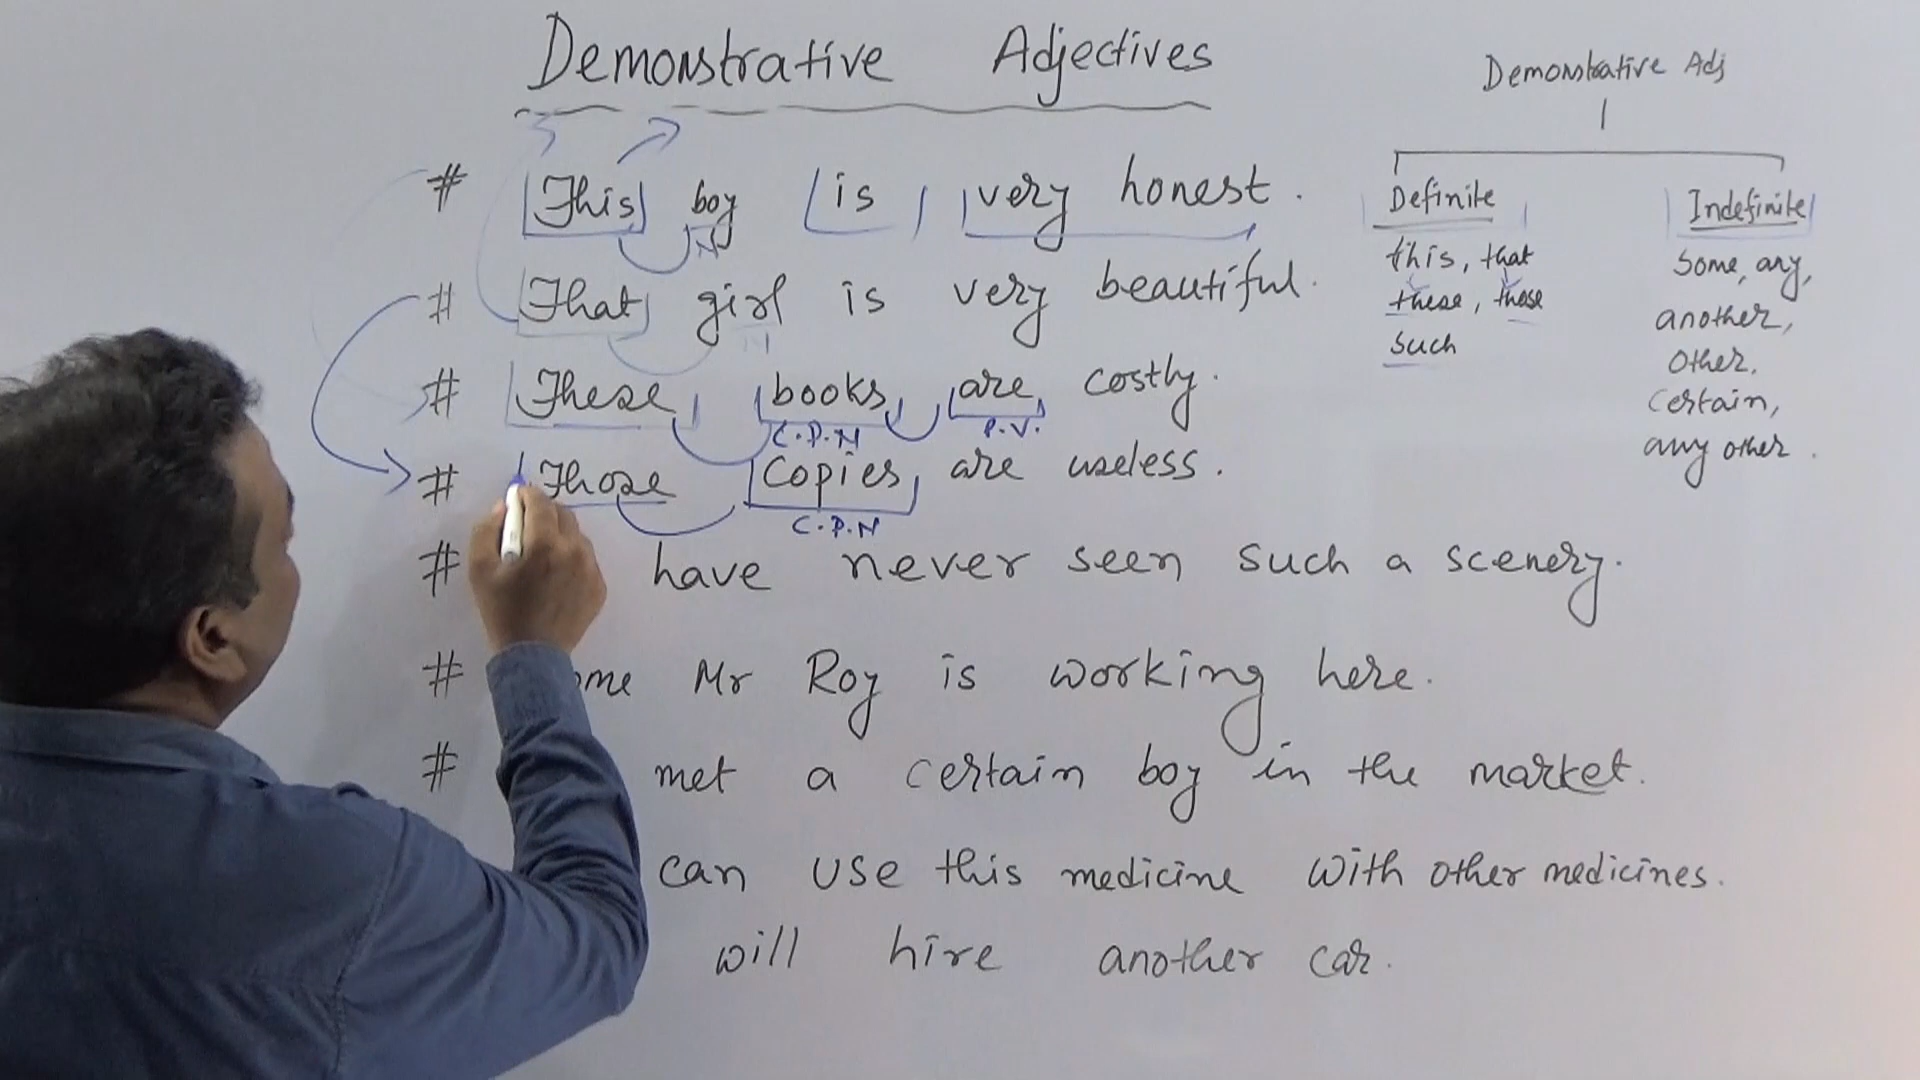 Demonstrative Adjectives
# This boy is very honest.
N
# That girl is very beautiful.
N
# These books are costly.
C.P.N P.V.
# Those Copies are useless.
C.P.N
# have never seen such a scenery.
# ome Mr Roy is working here.
# met a certain boy in the market.
can use this medicine with other medicines.
will hire another car.
Demonstrative Adj
Definite
this, that
these, those
such
Indefinite
Some, any,
another,
Other,
Certain,
any other.